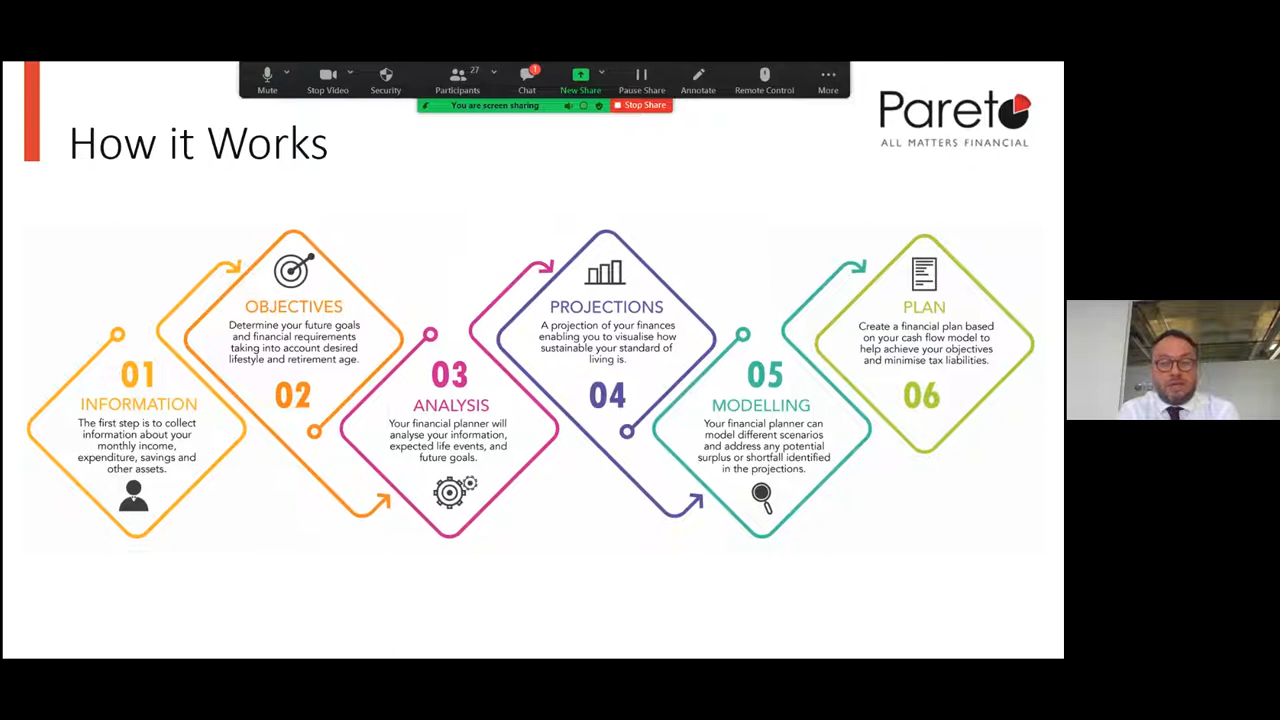 27
1
Mute
Stop Video
Security
Participants
Chat
New Share
Pause Share
Annotate
Remote Control
More
You are screen sharing
Stop Share
Pareto
ALL MATTERS FINANCIAL
How it Works
01
INFORMATION
The first step is to collect
information about your
monthly income,
expenditure, savings and
other assets.
OBJECTIVES
Determine your future goals
and financial requirements
taking into account desired
lifestyle and retirement age.
02
03
ANALYSIS
Your financial planner will
analyse your information,
expected life events, and
future goals.
PROJECTIONS
A projection of your finances
enabling you to visualise how
sustainable your standard of
living is.
04
05
MODELLING
Your financial planner can
model different scenarios
and address any potential
surplus or shortfall identified
in the projections.
PLAN
Create a financial plan based
on your cash flow model to
help achieve your objectives
and minimise tax liabilities.
06